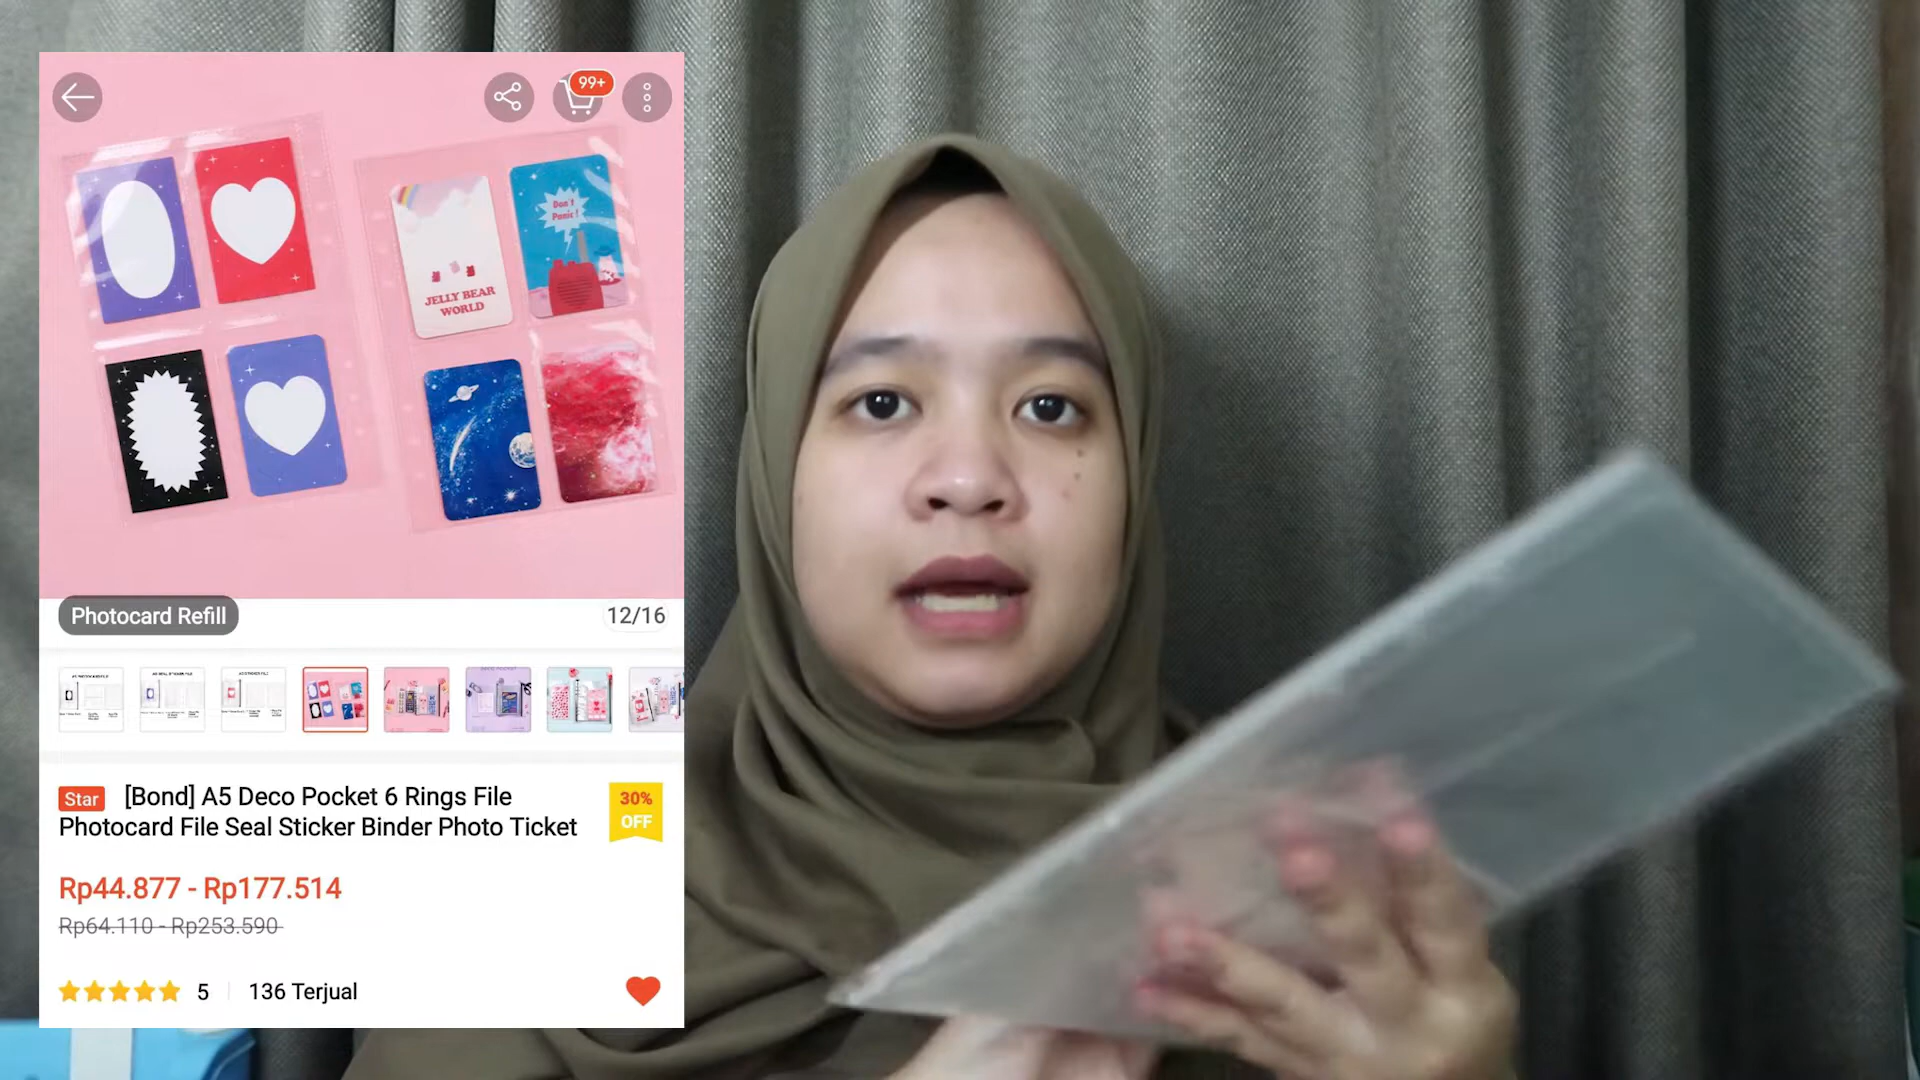 99+
Don't
Panic!
JELLY BEAR
WORLD
Photocard Refill
12/16
Star [Bond] A5 Deco Pocket 6 Rings File
Photocard File Seal Sticker Binder Photo Ticket
30%
OFF
Rp44.877 - Rp177.514
Rp64.110 - Rp253.590
5
136 Terjual